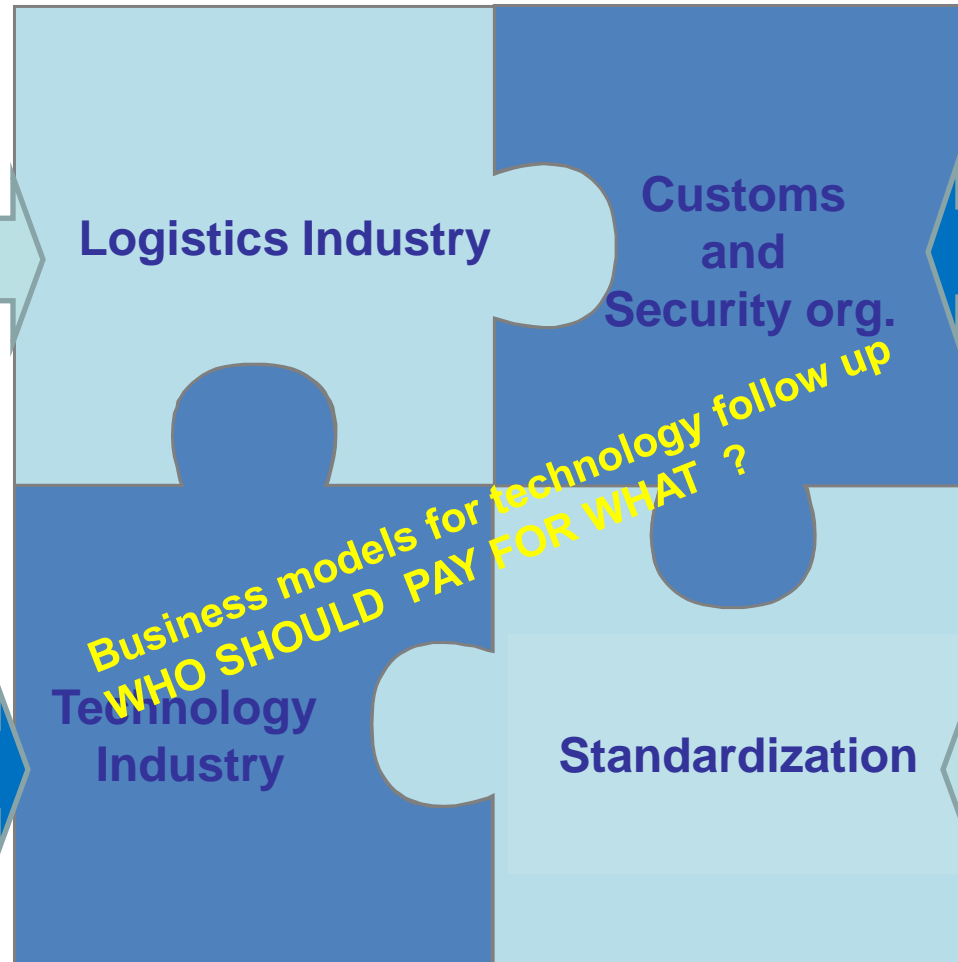 Logistics Industry
Customs
and
Security org.
Business models for technology follow up
WHO SHOULD PAY FOR WHAT ?
Technology
Industry
Standardization